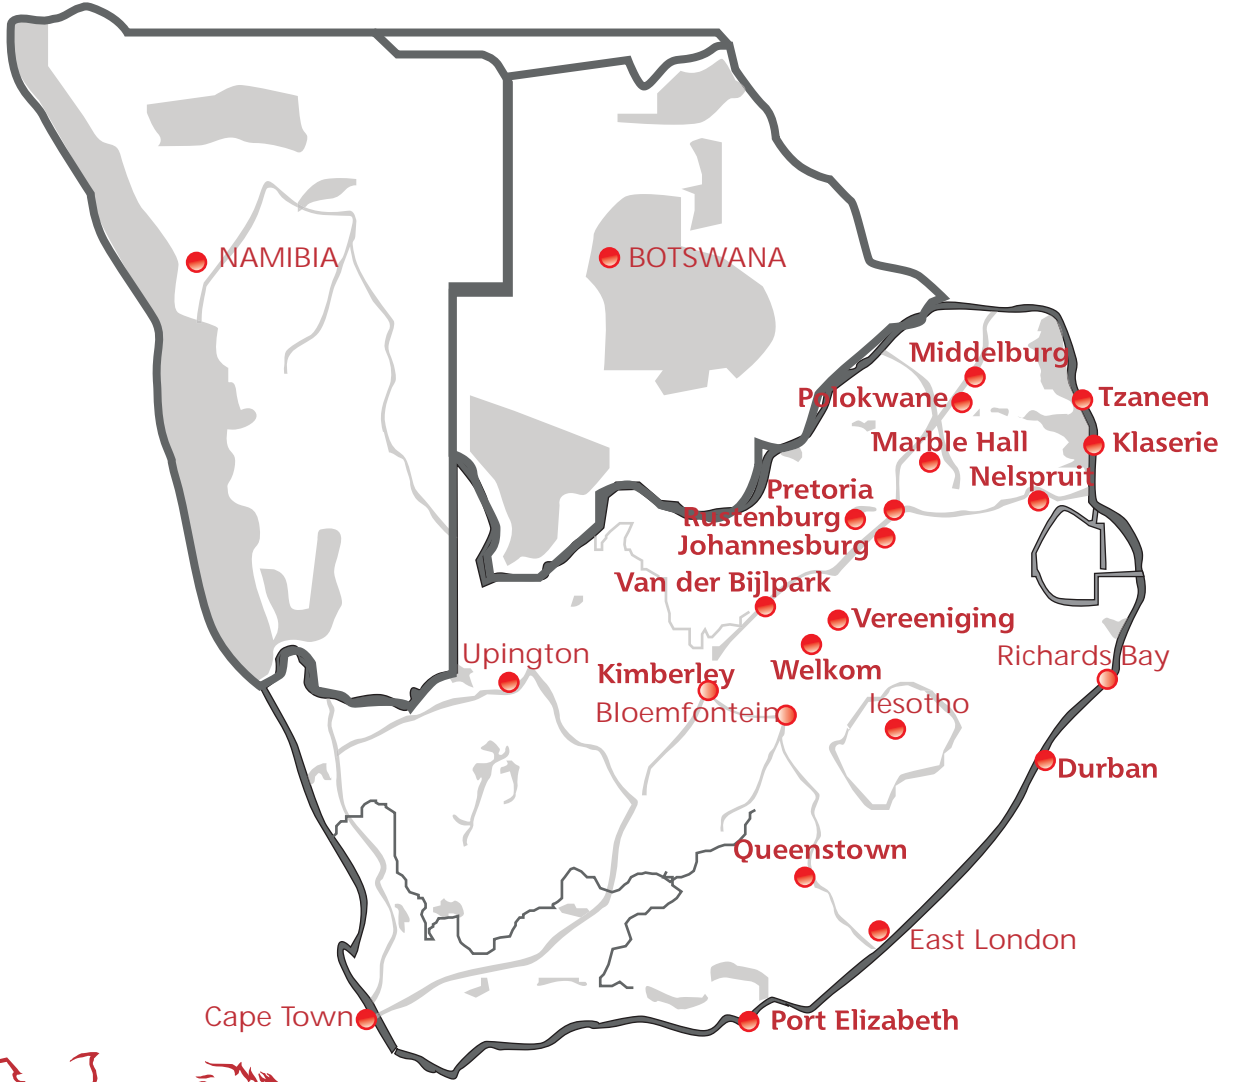 NAMIBIA
BOTSWANA
Middelburg
Polokwane
Tzaneen
Marble Hall
Klaserie
Nelspruit
Pretoria
Rustenburg
Johannesburg
Van der Bijlpark
Vereeniging
Upington
Richards Bay
Kimberley
Welkom
Bloemfontein
lesotho
Durban
Queenstown
East London
Cape Town
Port Elizabeth